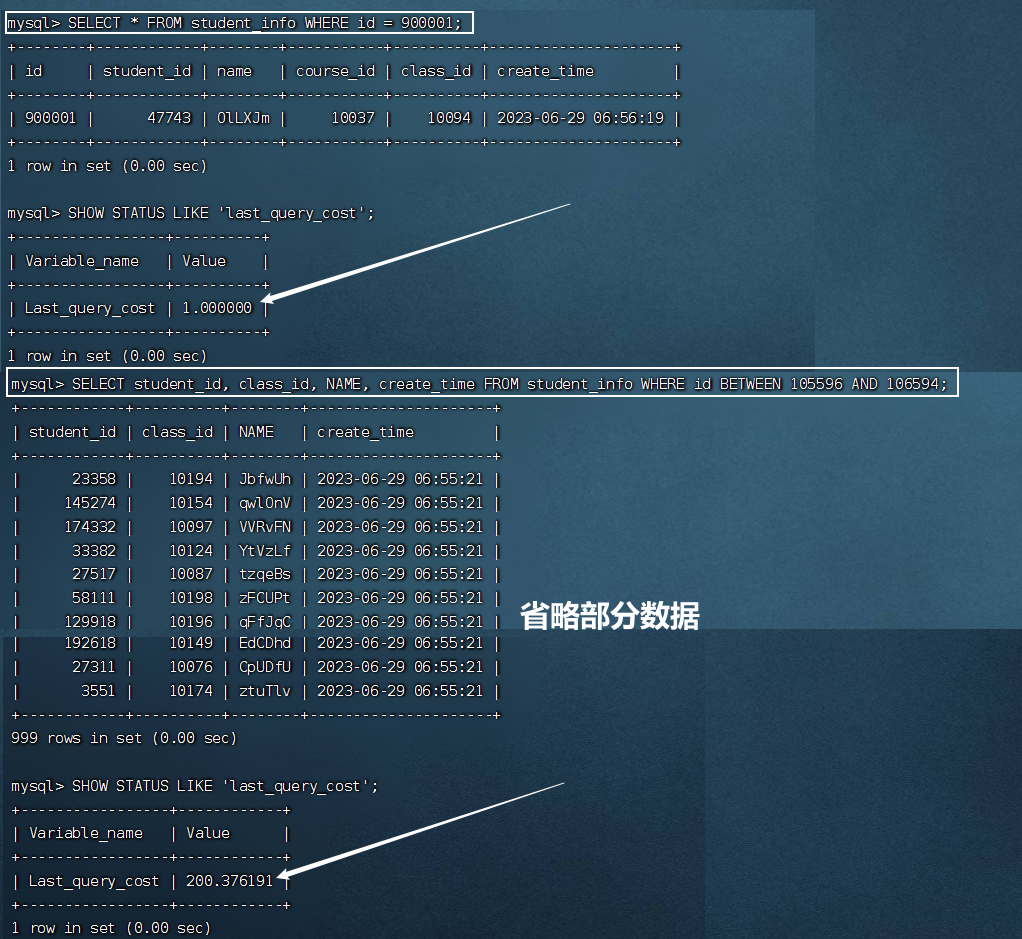 mysql> SELECT * FROM student_info WHERE id = 900001;
+--------+------------+--------+-----------+----------+---------------------+
| id     | student_id | name   | course_id | class_id | create_time         |
+--------+------------+--------+-----------+----------+---------------------+
| 900001 |      47743 | OlLXJm |     10037 |    10094 | 2023-06-29 06:56:19 |
+--------+------------+--------+-----------+----------+---------------------+
1 row in set (0.00 sec)
mysql> SHOW STATUS LIKE 'last_query_cost';
+-----------------+----------+
| Variable_name   | Value    |
+-----------------+----------+
| Last_query_cost | 1.000000 |
+-----------------+----------+
1 row in set (0.00 sec)
mysql> SELECT student_id, class_id, NAME, create_time FROM student_info WHERE id BETWEEN 105596 AND 106594;
+------------+----------+--------+---------------------+
| student_id | class_id | NAME   | create_time         |
+------------+----------+--------+---------------------+
|      23358 |    10194 | JbfwUh | 2023-06-29 06:55:21 |
|     145274 |    10154 | qwlOnV | 2023-06-29 06:55:21 |
|     174332 |    10097 | VVRvFN | 2023-06-29 06:55:21 |
|      33382 |    10124 | YtVzLf | 2023-06-29 06:55:21 |
|      27517 |    10087 | tzqeBs | 2023-06-29 06:55:21 |
|      58111 |    10198 | zFCUPt | 2023-06-29 06:55:21 |
|     129918 |    10196 | qFfJqC | 2023-06-29 06:55:21 |
省略部分数据
|     192618 |    10149 | EdCDhd | 2023-06-29 06:55:21 |
|      27311 |    10076 | CpUDfU | 2023-06-29 06:55:21 |
|       3551 |    10174 | ztuTlv | 2023-06-29 06:55:21 |
+------------+----------+--------+---------------------+
999 rows in set (0.00 sec)
mysql> SHOW STATUS LIKE 'last_query_cost';
+-----------------+------------+
| Variable_name   | Value      |
+-----------------+------------+
| Last_query_cost | 200.376191 |
+-----------------+------------+
1 row in set (0.00 sec)